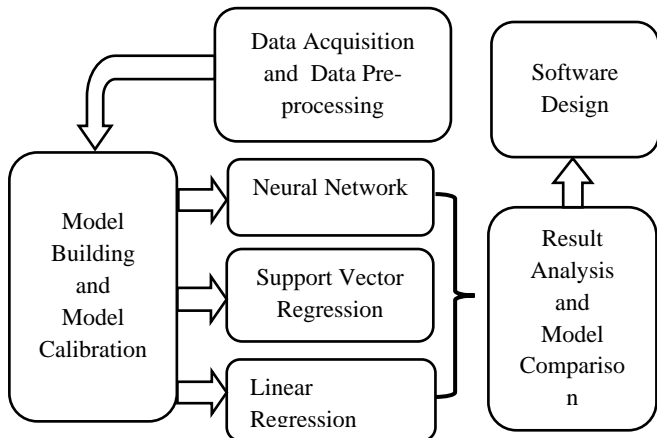 Data Acquisition
and Data Pre-
processing
Software
Design
Model
Building
and
Model
Calibration
Neural Network
Support Vector
Regression
Linear
Regression
Result
Analysis
and
Model
Compariso
n